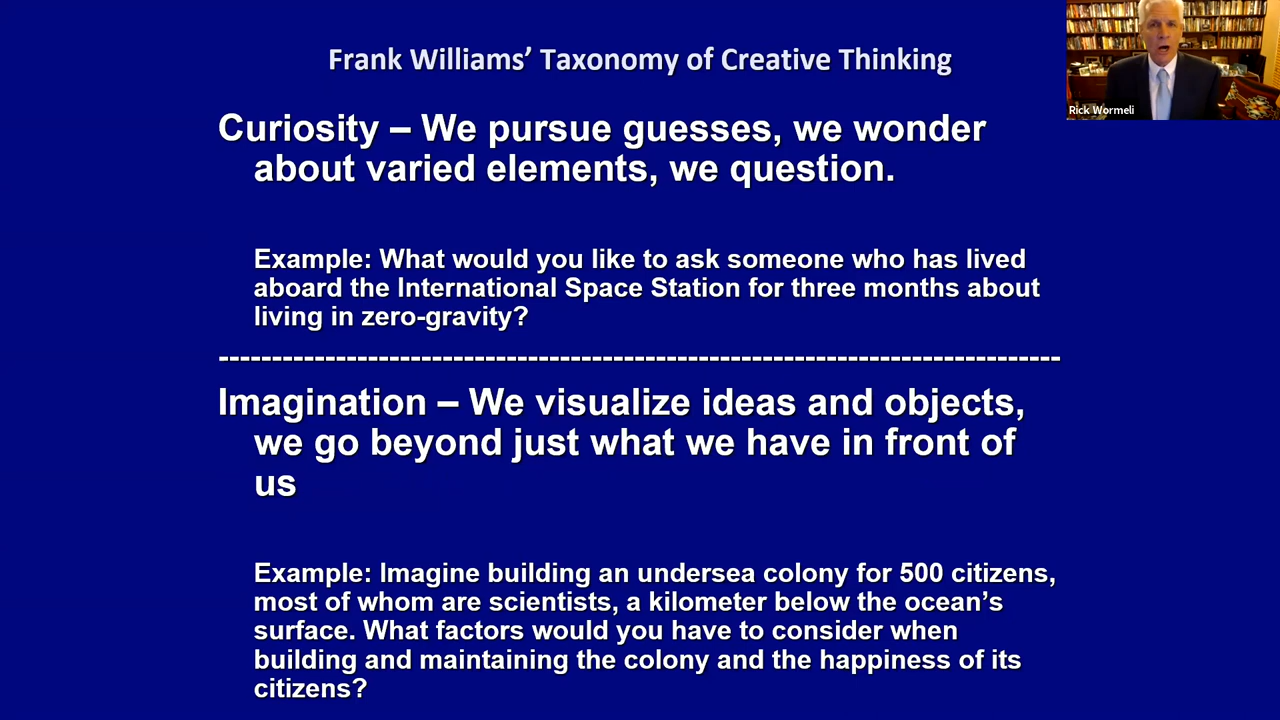 Frank Williams’ Taxonomy of Creative Thinking
Rick Wormeli
Curiosity – We pursue guesses, we wonder
about varied elements, we question.
Example: What would you like to ask someone who has lived
aboard the International Space Station for three months about
living in zero-gravity?
--------------------------------------------------------------------------------
Imagination – We visualize ideas and objects,
we go beyond just what we have in front of
us
Example: Imagine building an undersea colony for 500 citizens,
most of whom are scientists, a kilometer below the ocean’s
surface. What factors would you have to consider when
building and maintaining the colony and the happiness of its
citizens?